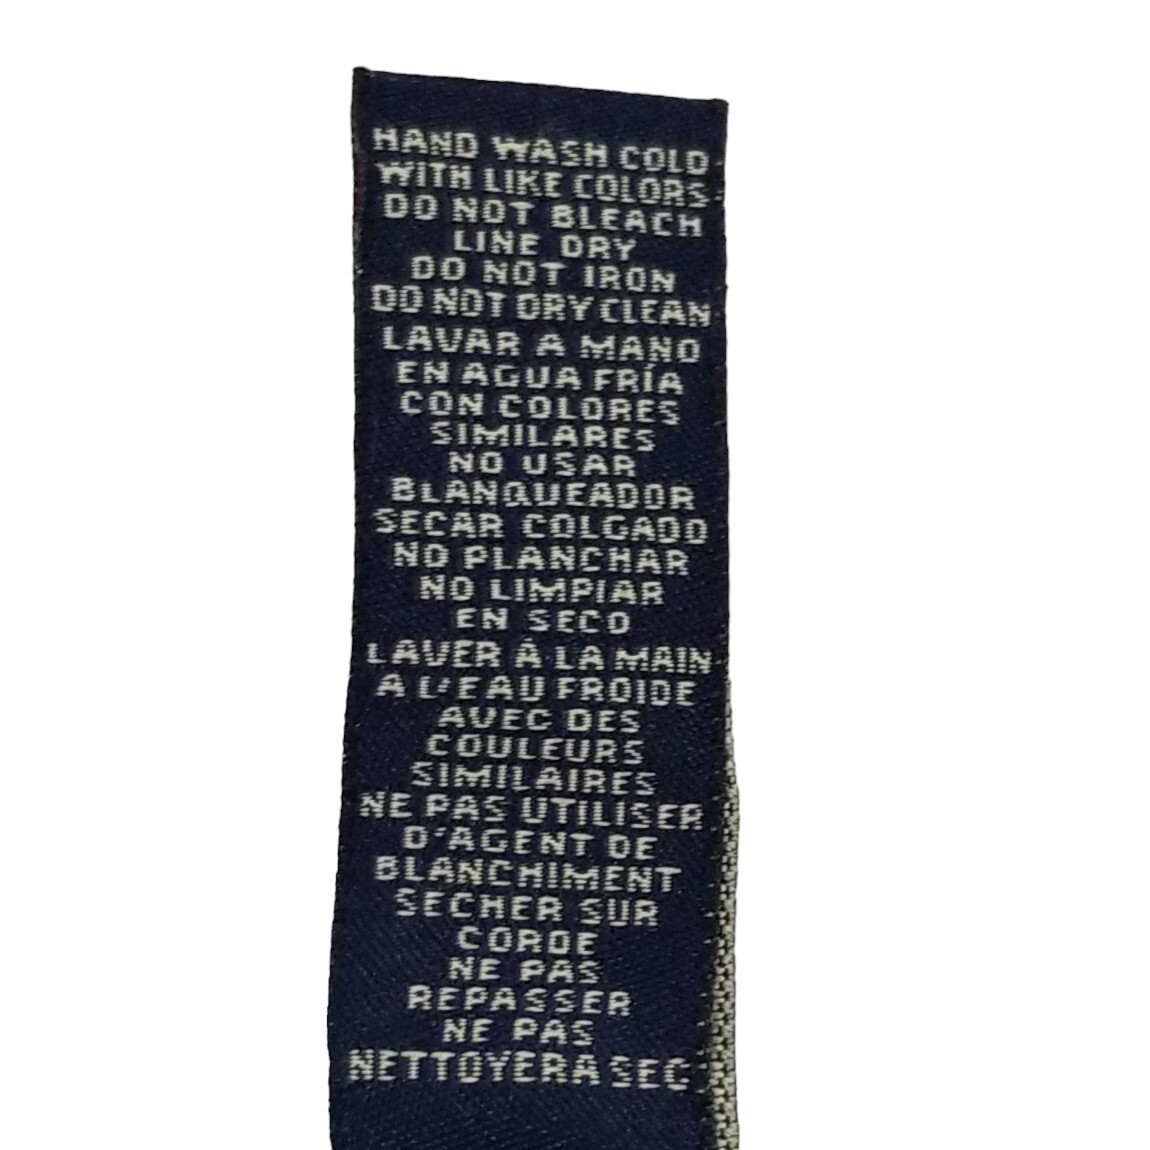 HAND WASH COLD
WITH LIKE COLORS
DO NOT BLEACH
LINE DRY
DO NOT IRON
DO NOT DRY CLEAN
LAVAR A MANO
EN AGUA FRÍA
CON COLORES
SIMILARES
NO USAR
BLANQUEADOR
SECAR COLGADO
NO PLANCHAR
NO LIMPIAR
EN SECO
LAVER À LA MAIN
A L'EAU FROIDE
AVEC DES
COULEURS
SIMILAIRES
NE PAS UTILISER
D'AGENT DE
BLANCHIMENT
SECHER SUR
CORDE
NE PAS
REPASSER
NE PAS
NETTOYER A SEC